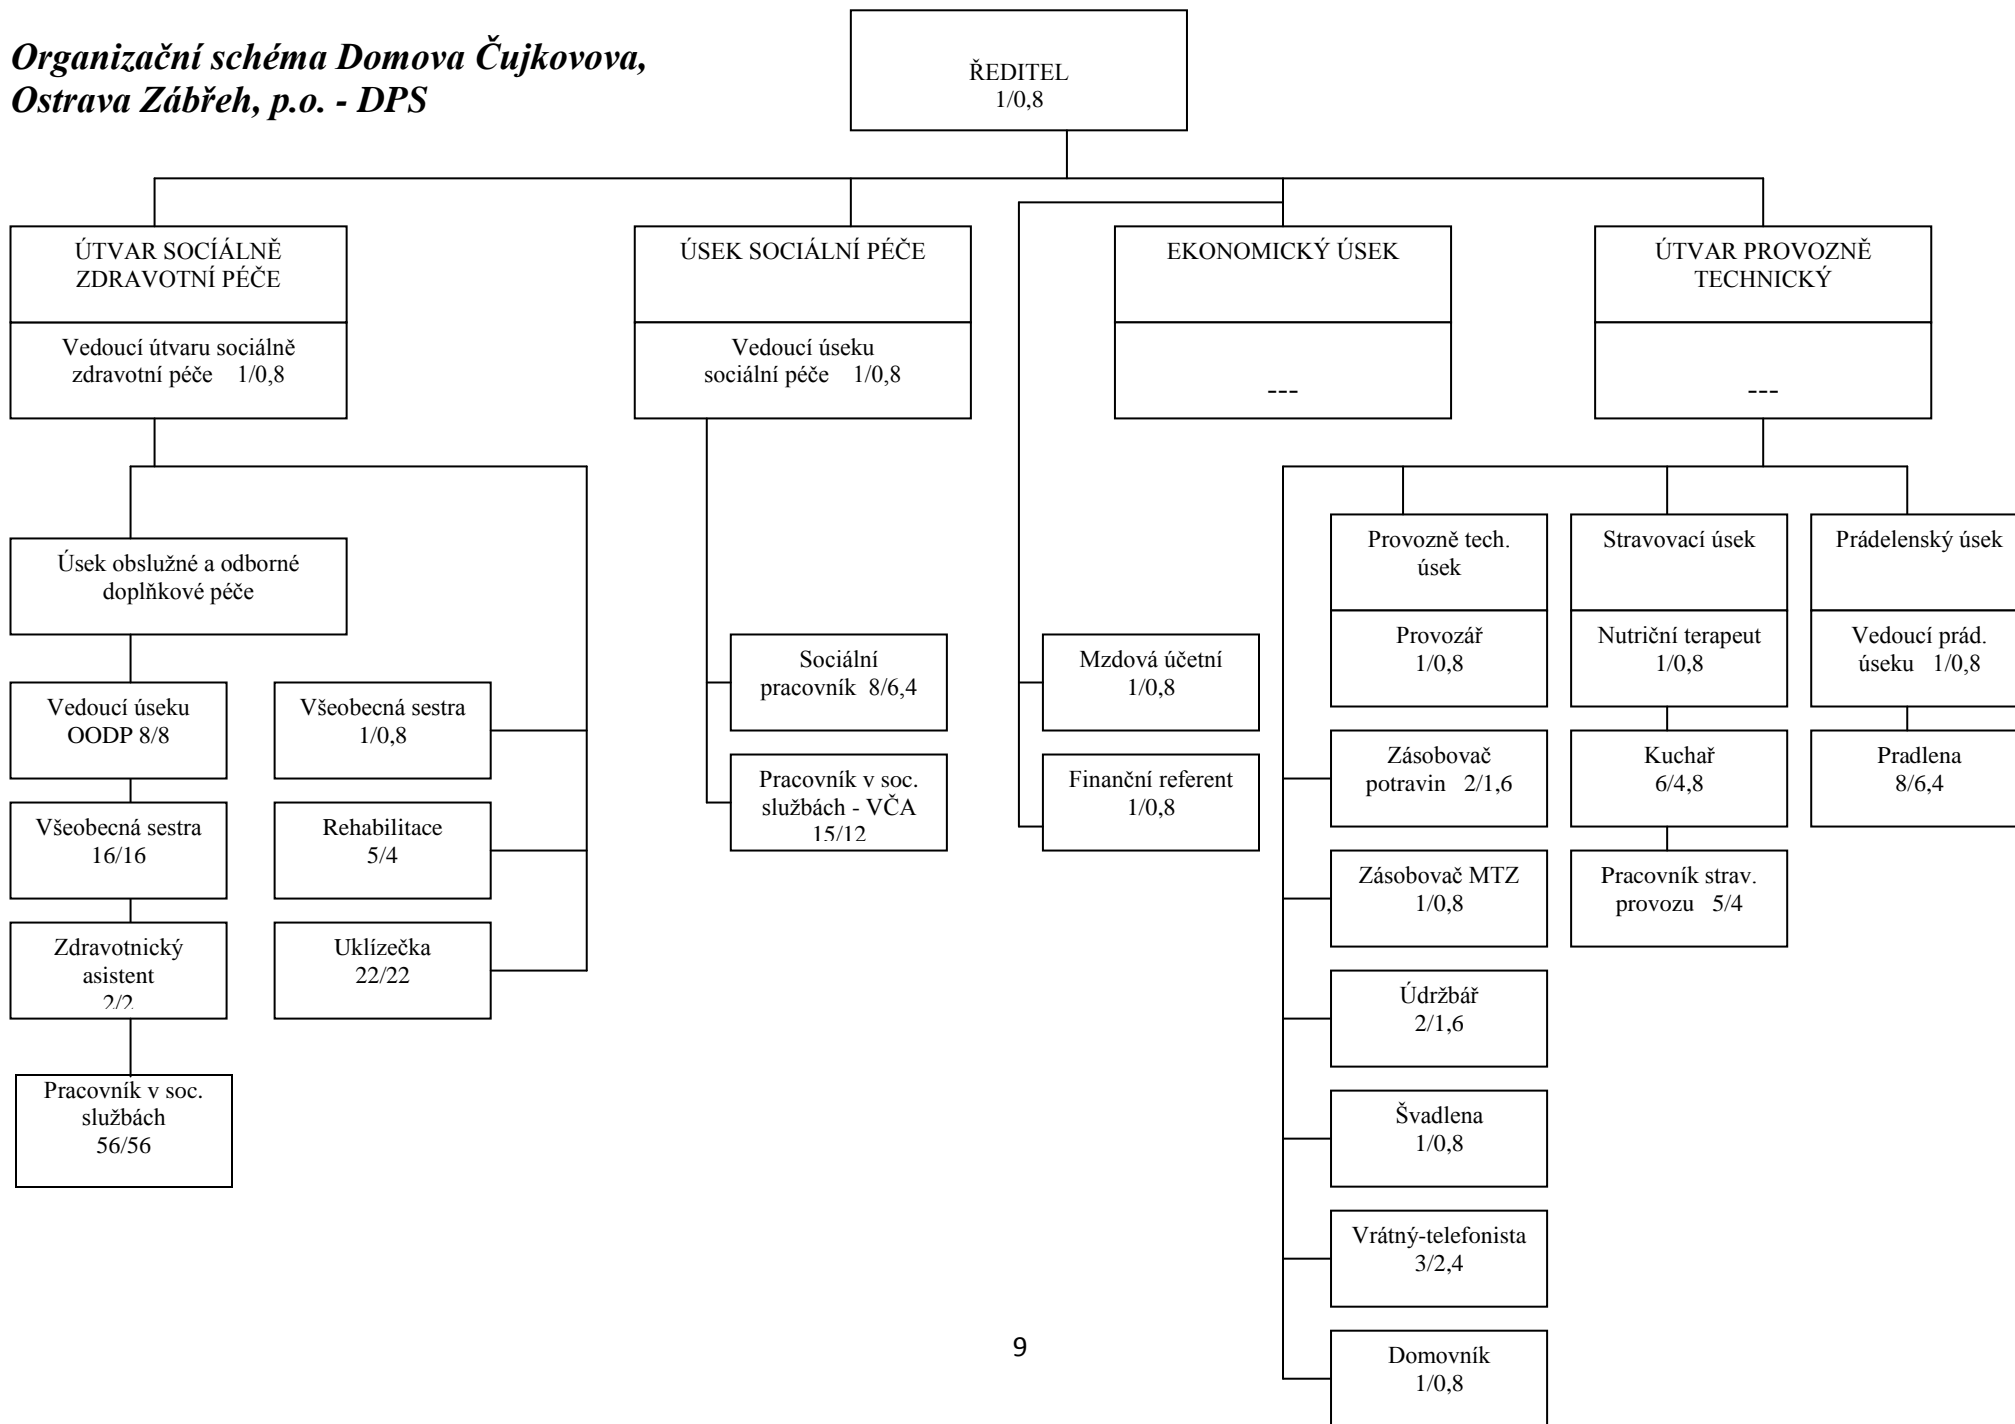 Organizační schéma Domova Čujkovova,
Ostrava Zábřeh, p.o. - DPS
ŘEDITEL
1/0,8
ÚTVAR SOCÍÁLNĚ
ZDRAVOTNÍ PÉČE
Vedoucí útvaru sociálně
zdravotní péče 1/0,8
ÚSEK SOCIÁLNÍ PÉČE
Vedoucí úseku
sociální péče 1/0,8
EKONOMICKÝ ÚSEK
---
ÚTVAR PROVOZNĚ
TECHNICKÝ
---
Úsek obslužné a odborné
doplňkové péče
Vedoucí úseku
OODP 8/8
Všeobecná sestra
16/16
Zdravotnický
asistent
2/2
Pracovník v soc.
službách
56/56
Všeobecná sestra
1/0,8
Rehabilitace
5/4
Uklízečka
22/22
Sociální
pracovník 8/6,4
Pracovník v soc.
službách - VČA
15/12
Mzdová účetní
1/0,8
Finanční referent
1/0,8
Provozně tech.
úsek
Provozář
1/0,8
Zásobovač
potravin 2/1,6
Zásobovač MTZ
1/0,8
Údržbář
2/1,6
Švadlena
1/0,8
Vrátný-telefonista
3/2,4
Domovník
1/0,8
Stravovací úsek
Nutriční terapeut
1/0,8
Kuchař
6/4,8
Pracovník strav.
provozu 5/4
Prádelenský úsek
Vedoucí prád.
úseku 1/0,8
Pradlena
8/6,4
9